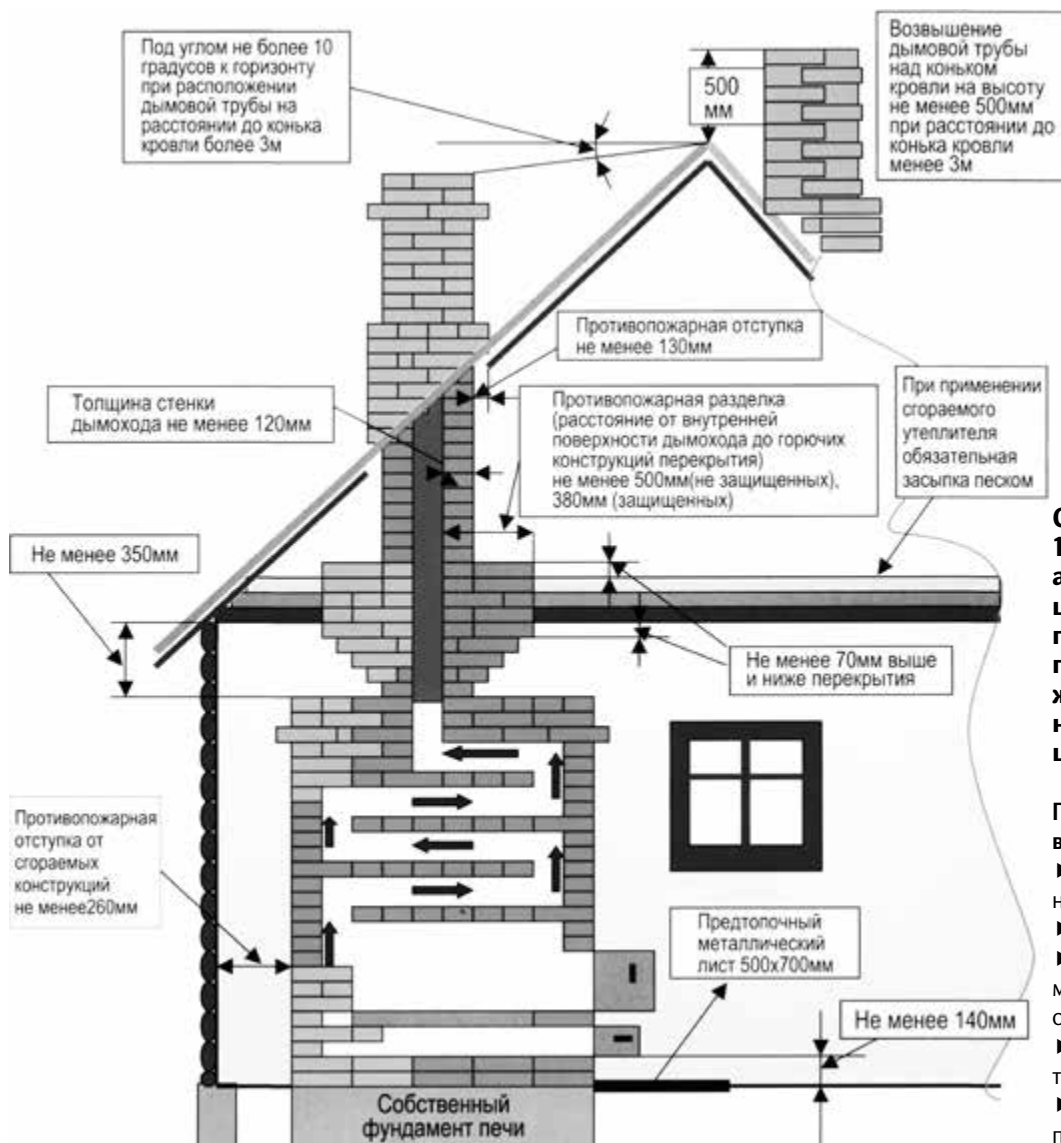 Под углом не более 10
градусов к горизонту
при расположении
дымовой трубы на
расстоянии до конька
кровли более 3м
500
мм
Возвышение
дымовой трубы
над коньком
кровли на высоту
не менее 500мм
при расстоянии до
конька кровли
менее 3м
Противопожарная отступка
не менее 130мм
Толщина стенки
дымохода не менее 120мм
Противопожарная разделка
(расстояние от внутренней
поверхности дымохода до горючих
конструкций перекрытия)
не менее 500мм(не защищенных),
380мм (защищенных)
При применении
сгораемого
утеплителя
обязательная
засыпка песком
Не менее 350мм
Не менее 70мм выше
и ниже перекрытия
Противопожарная
отступка от
сгораемых
конструкций
не менее260мм
Предтопочный
металлический
лист 500х700мм
Не менее 140мм
Собственный
фундамент печи